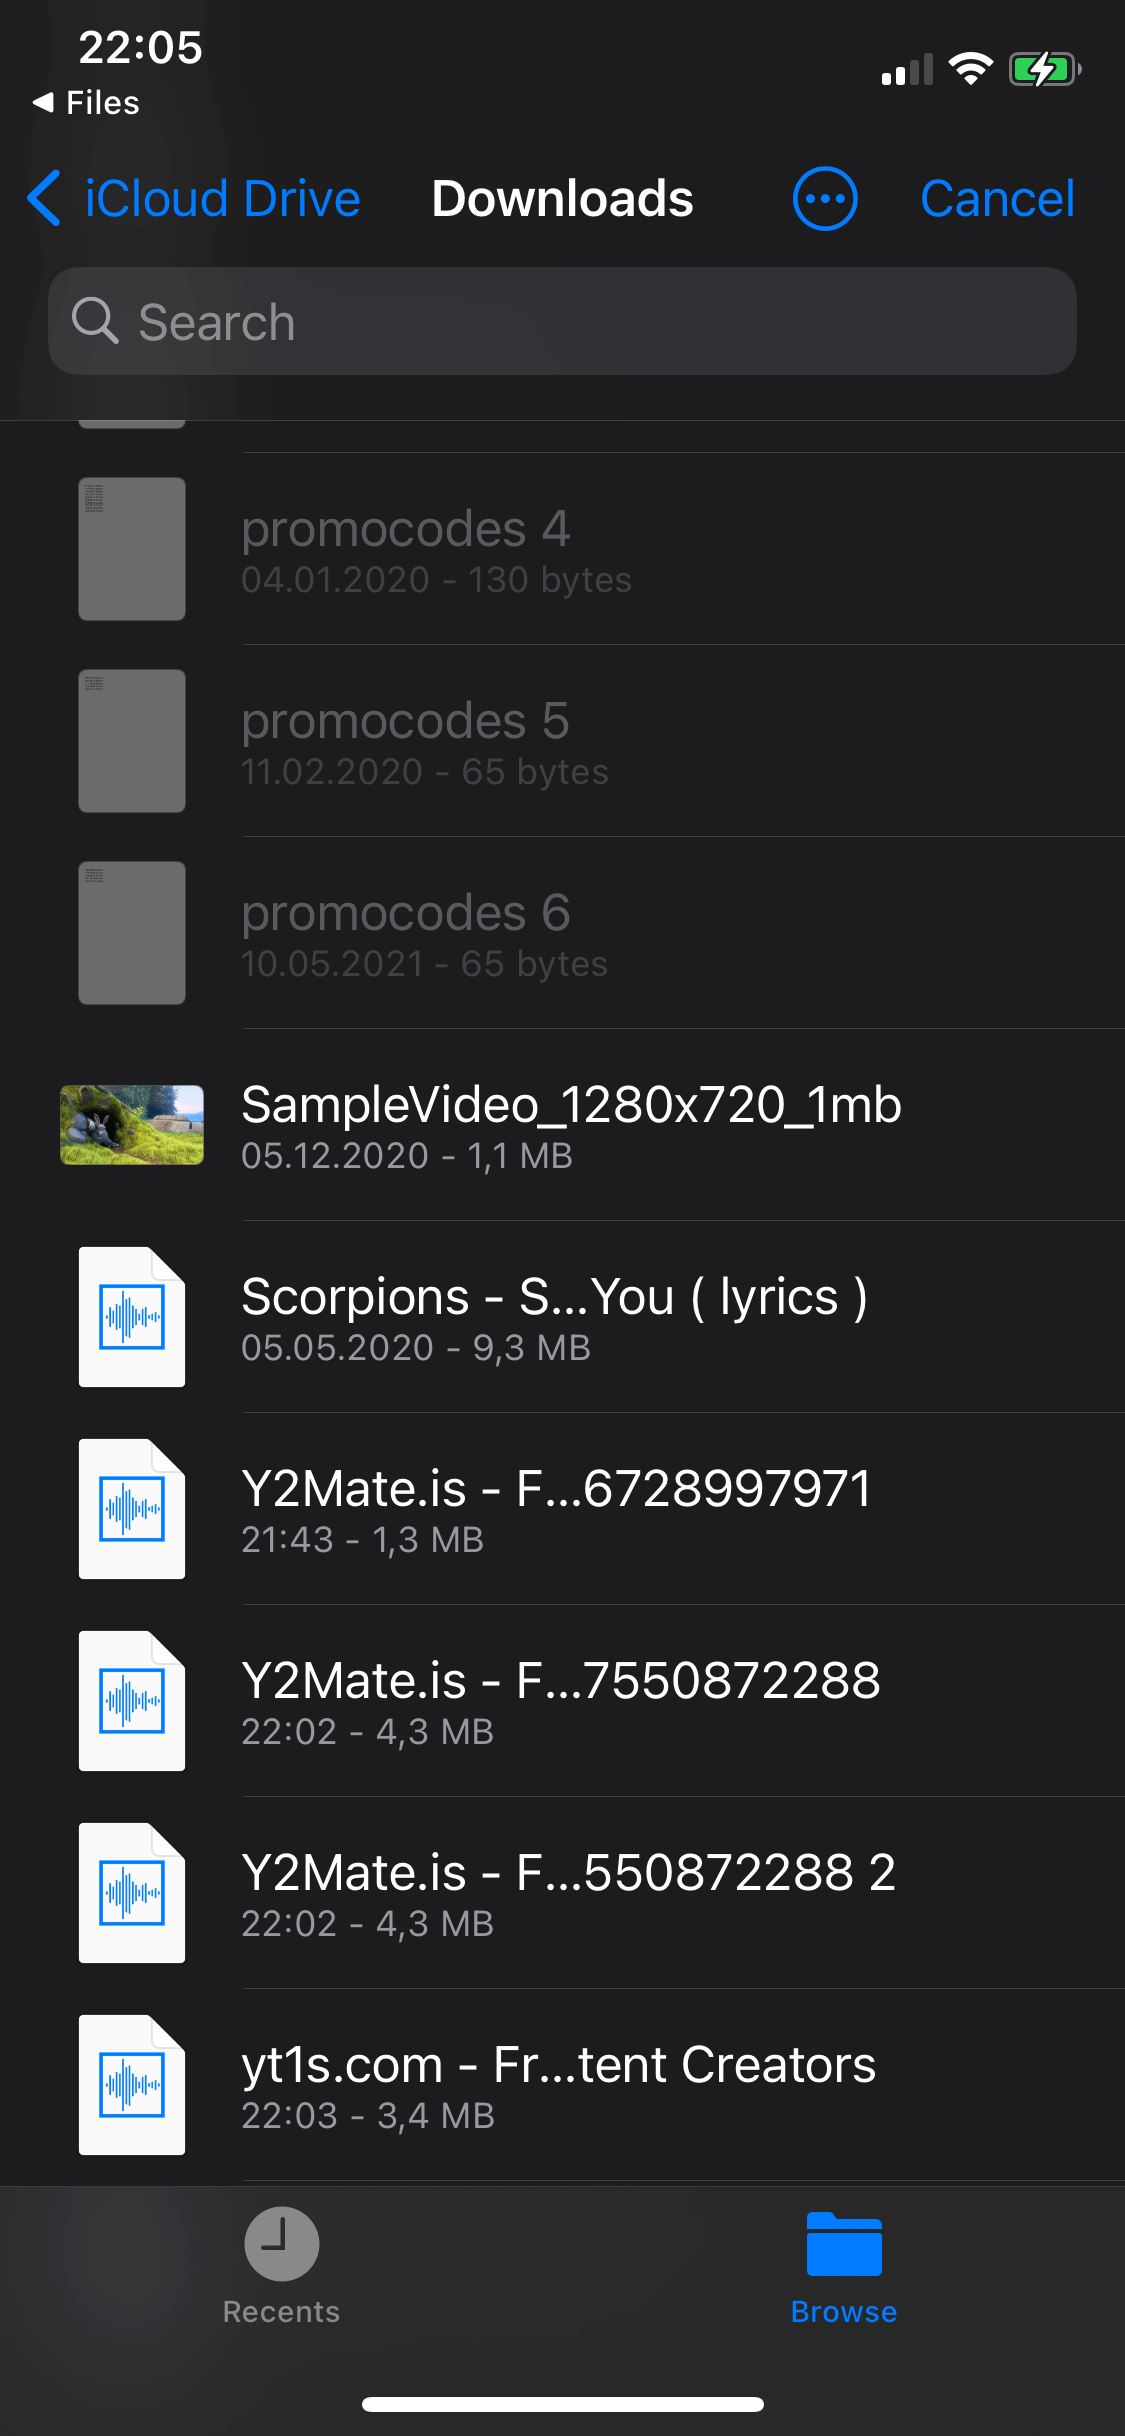 22:05
Files
iCloud Drive
Downloads
Cancel
Search
promocodes 4
04.01.2020 - 130 bytes
promocodes 5
11.02.2020 - 65 bytes
promocodes 6
10.05.2021 - 65 bytes
SampleVideo_1280x720_1mb
05.12.2020 - 1,1 MB
Scorpions - S...You ( lyrics )
05.05.2020 - 9,3 MB
Y2Mate.is - F...6728997971
21:43 - 1,3 MB
Y2Mate.is - F...7550872288
22:02 - 4,3 MB
Y2Mate.is - F...550872288 2
22:02 - 4,3 MB
yt1s.com - Fr...tent Creators
22:03 - 3,4 MB
Recents
Browse